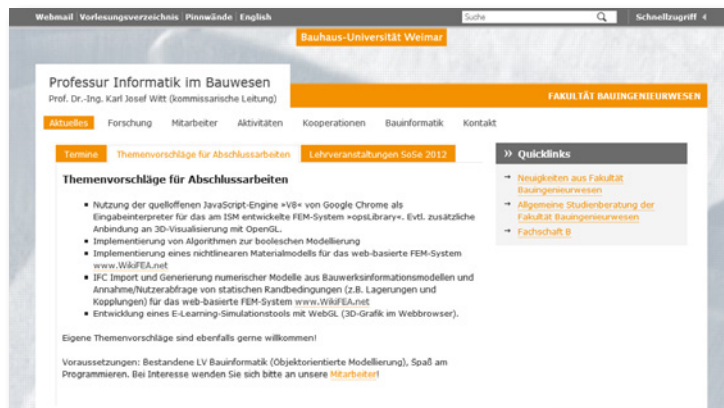 Webmail Vorlesungsverzeichnis Pinnwände English
Suche
Schnellzugriff
Bauhaus-Universität Weimar
Professur Informatik im Bauwesen
Prof. Dr.-Ing. Karl Josef Witt (kommissarische Leitung)
FAKULTÄT BAUINGENIEURWESEN
Aktuelles Forschung Mitarbeiter Aktivitäten Kooperationen Bauinformatik Kontakt
Termine Themenvorschläge für Abschlussarbeiten Lehrveranstaltungen SoSe 2012
Themenvorschläge für Abschlussarbeiten
▪ Nutzung der quelloffenen JavaScript-Engine »V8« von Google Chrome als
Eingabeinterpreter für das am ISM entwickelte FEM-System »opsLibrary«. Evtl. zusätzliche
Anbindung an 3D-Visualisierung mit OpenGL.
▪ Implementierung von Algorithmen zur booleschen Modellierung
▪ Implementierung eines nichtlinearen Materialmodells für das web-basierte FEM-System
www.WikiFEA.net
▪ IFC Import und Generierung numerischer Modelle aus Bauwerksinformationsmodellen und
Annahme/Nutzerabfrage von statischen Randbedingungen (z.B. Lagerungen und
Kopplungen) für das web-basierte FEM-System www.WikiFEA.net
▪ Entwicklung eines E-Learning-Simulationstools mit WebGL (3D-Grafik im Webbrowser).
Eigene Themenvorschläge sind ebenfalls gerne willkommen!
Voraussetzungen: Bestandene LV Bauinformatik (Objektorientierte Modellierung), Spaß am
Programmieren. Bei Interesse wenden Sie sich bitte an unsere Mitarbeiter!
» Quicklinks
→ Neuigkeiten aus Fakultät
Bauingenieurwesen
→ Allgemeine Studienberatung der
Fakultät Bauingenieurwesen
→ Fachschaft B